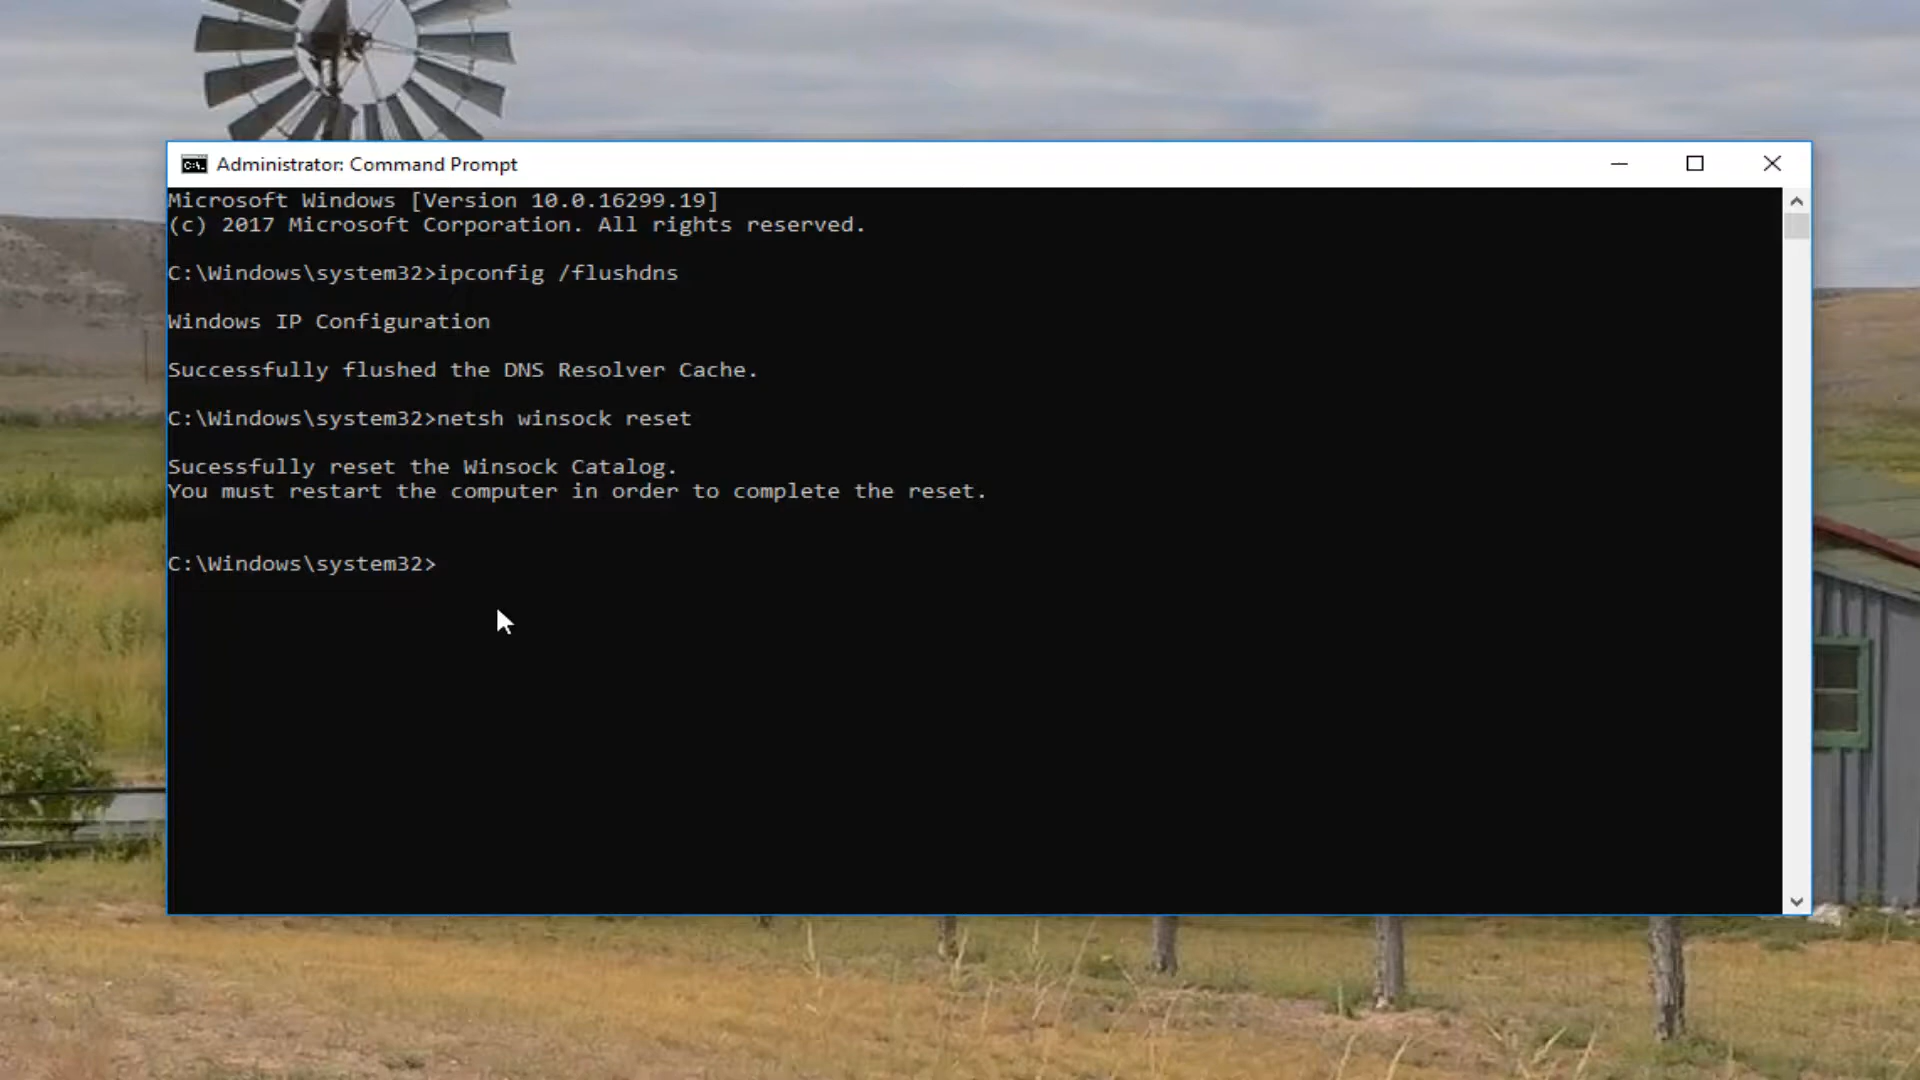 Administrator: Command Prompt
Microsoft Windows [Version 10.0.16299.19]
(c) 2017 Microsoft Corporation. All rights reserved.
C:\Windows\system32>ipconfig /flushdns
Windows IP Configuration
Successfully flushed the DNS Resolver Cache.
C:\Windows\system32>netsh winsock reset
Sucessfully reset the Winsock Catalog.
You must restart the computer in order to complete the reset.
C:\Windows\system32>